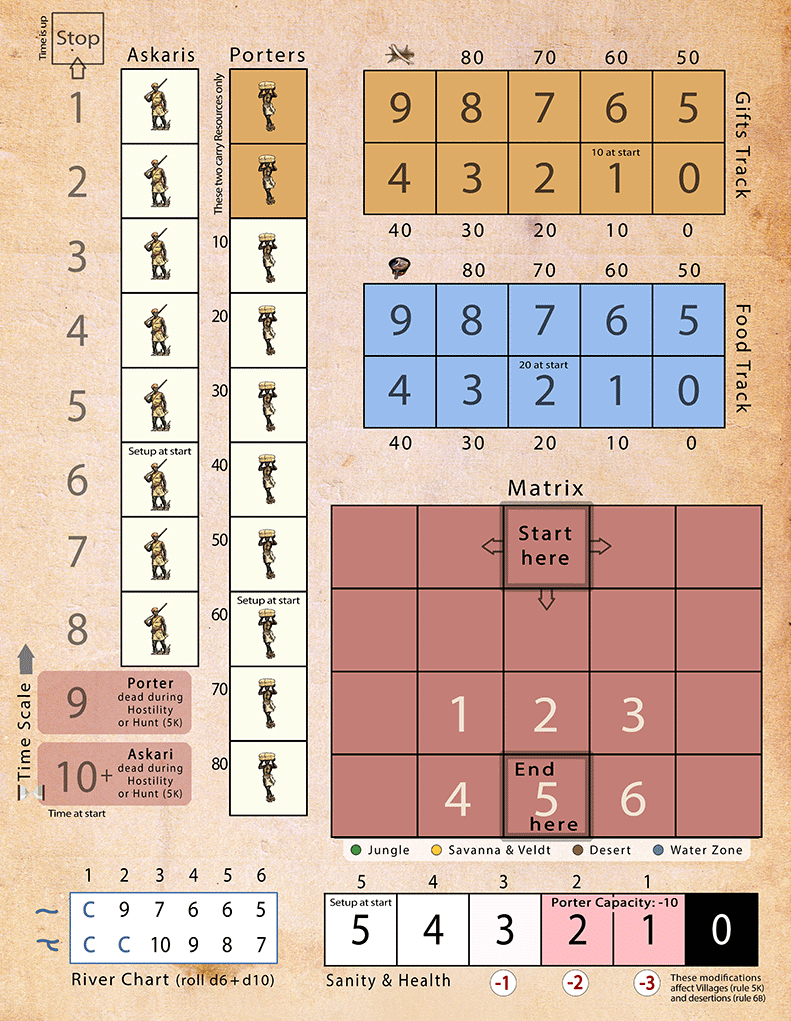 Time is up
Stop
Askaris
Porters
1
2
3
4
5
Setup at start
6
7
8
9
Porter
dead during
Hostility
or Hunt (5K)
10+
Askari
dead during
Hostility
or Hunt (5K)
Time Scale
Time at start
These two carry Resources only
10
20
30
40
50
Setup at start
60
70
80
80 70 60 50
9 8 7 6 5
10 at start
4 3 2 1 0
40 30 20 10 0
Gifts Track
80 70 60 50
9 8 7 6 5
20 at start
4 3 2 1 0
40 30 20 10 0
Food Track
Matrix
Start
here
1 2 3
End
4 5 6
here
Jungle Savanna & Veldt Desert Water Zone
1 2 3 4 5 6
C 9 7 6 6 5
C C 10 9 8 7
River Chart (roll d6+d10)
5 4 3 2 1
Setup at start Porter Capacity: -10
5 4 3 2 1 0
Sanity & Health -1 -2 -3
These modifications
affect Villages (rule 5K)
and desertions (rule 6B)